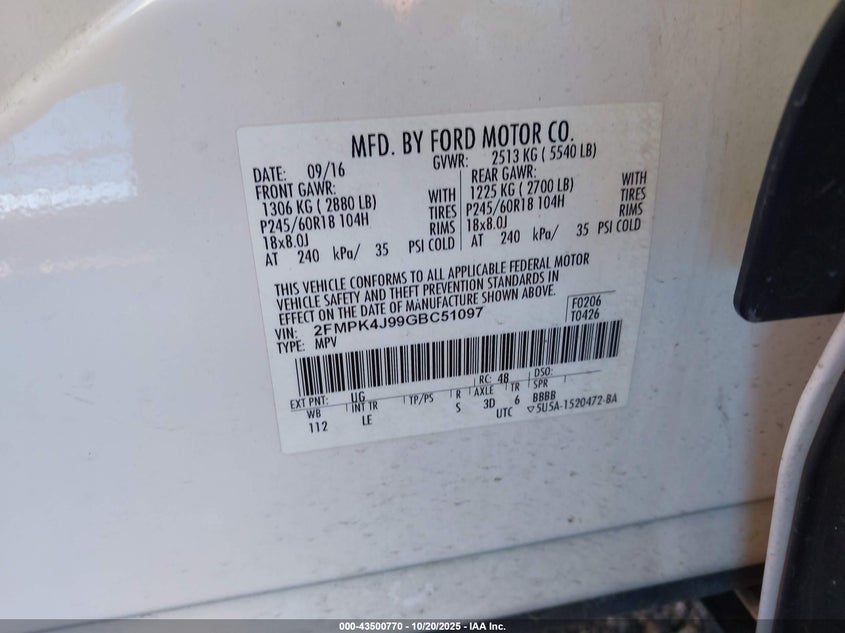 MFD. BY FORD MOTOR CO.
DATE: 09/16 GVWR: 2513 KG ( 5540 LB)
FRONT GAWR: REAR GAWR:
1306 KG ( 2880 LB) WITH 1225 KG ( 2700 LB) WITH
P245/60R18 104H TIRES P245/60R18 104H TIRES
18x8.0J RIMS 18x8.0J RIMS
AT 240 kPa/ 35 PSI COLD AT 240 kPa/ 35 PSI COLD
THIS VEHICLE CONFORMS TO ALL APPLICABLE FEDERAL MOTOR
VEHICLE SAFETY AND THEFT PREVENTION STANDARDS IN
EFFECT ON THE DATE OF MANUFACTURE SHOWN ABOVE.
VIN: 2FMPK4J99GBC51097 F0206
TYPE: MPV T0426
EXT PNT: UG RC: 48 DSO:
WB INT TR TP/PS R AXLE TR SPR
112 LE S 3D 6 BBBB
UTC ▽5U5A-1520472-BA
000-43500770 - 10/20/2025 - IAA Inc.